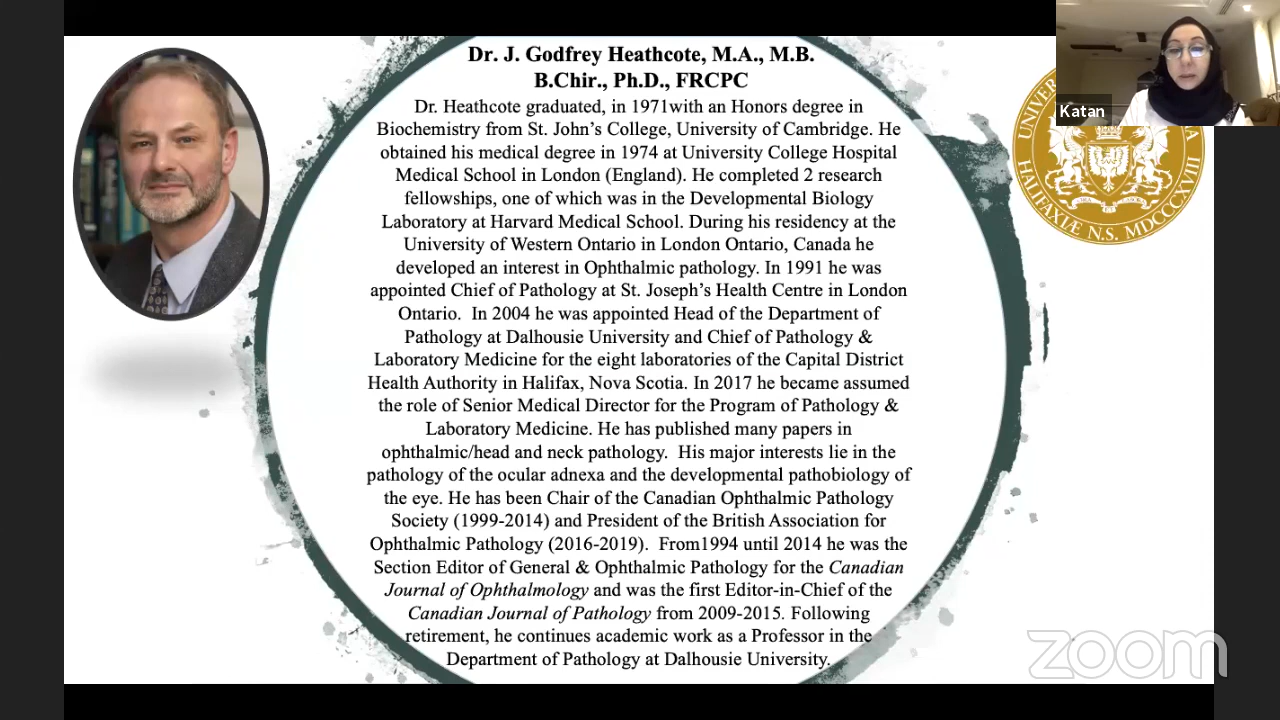 Dr. J. Godfrey Heathcote, M.A., M.B.
B.Chir., Ph.D., FRCPC
Dr. Heathcote graduated, in 1971with an Honors degree in
Biochemistry from St. John's College, University of Cambridge. He
obtained his medical degree in 1974 at University College Hospital
Medical School in London (England). He completed 2 research
fellowships, one of which was in the Developmental Biology
Laboratory at Harvard Medical School. During his residency at the
University of Western Ontario in London Ontario, Canada he
developed an interest in Ophthalmic pathology. In 1991 he was
appointed Chief of Pathology at St. Joseph's Health Centre in London
Ontario. In 2004 he was appointed Head of the Department of
Pathology at Dalhousie University and Chief of Pathology &
Laboratory Medicine for the eight laboratories of the Capital District
Health Authority in Halifax, Nova Scotia. In 2017 he became assumed
the role of Senior Medical Director for the Program of Pathology &
Laboratory Medicine. He has published many papers in
ophthalmic/head and neck pathology. His major interests lie in the
pathology of the ocular adnexa and the developmental pathobiology of
the eye. He has been Chair of the Canadian Ophthalmic Pathology
Society (1999-2014) and President of the British Association for
Ophthalmic Pathology (2016-2019). From1994 until 2014 he was the
Section Editor of General & Ophthalmic Pathology for the Canadian
Journal of Ophthalmology and was the first Editor-in-Chief of the
Canadian Journal of Pathology from 2009-2015. Following
retirement, he continues academic work as a Professor in the
Department of Pathology at Dalhousie University.
Katan
HALIFAXIÆ N.S. MDCCCXVIII
zoom